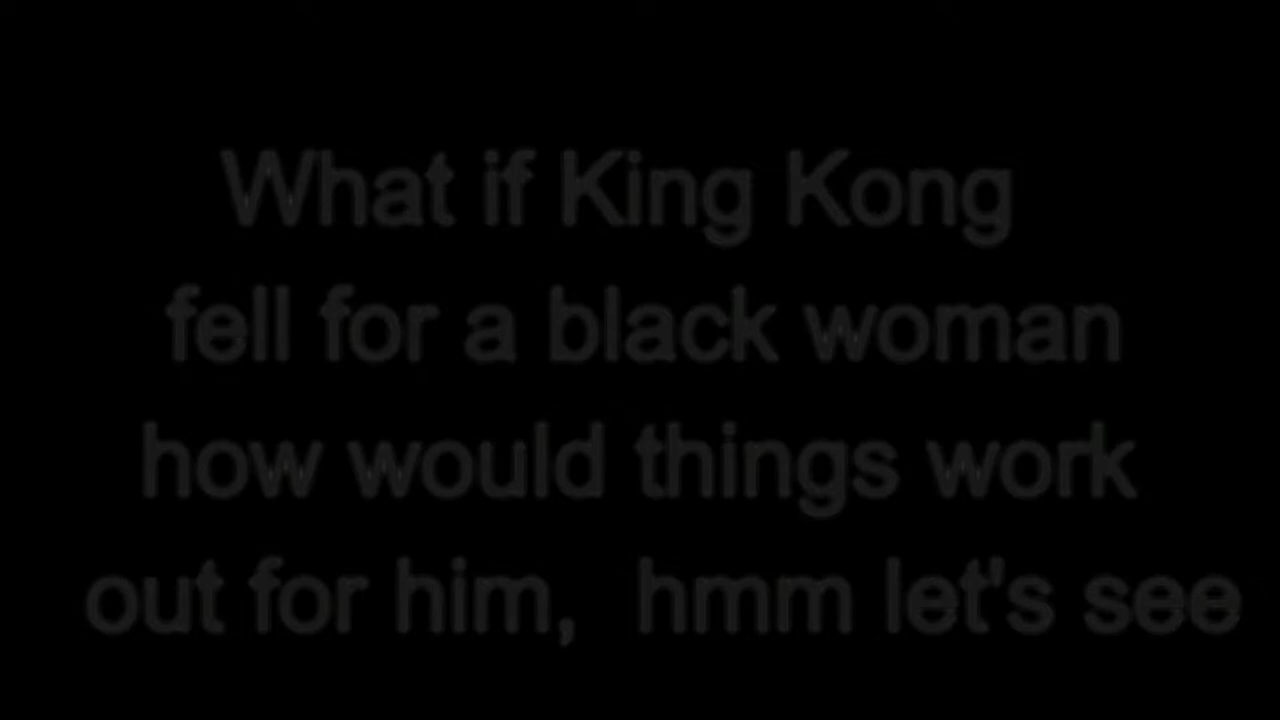 What if King Kong
fell for a black woman
how would things work
out for him, hmm let's see